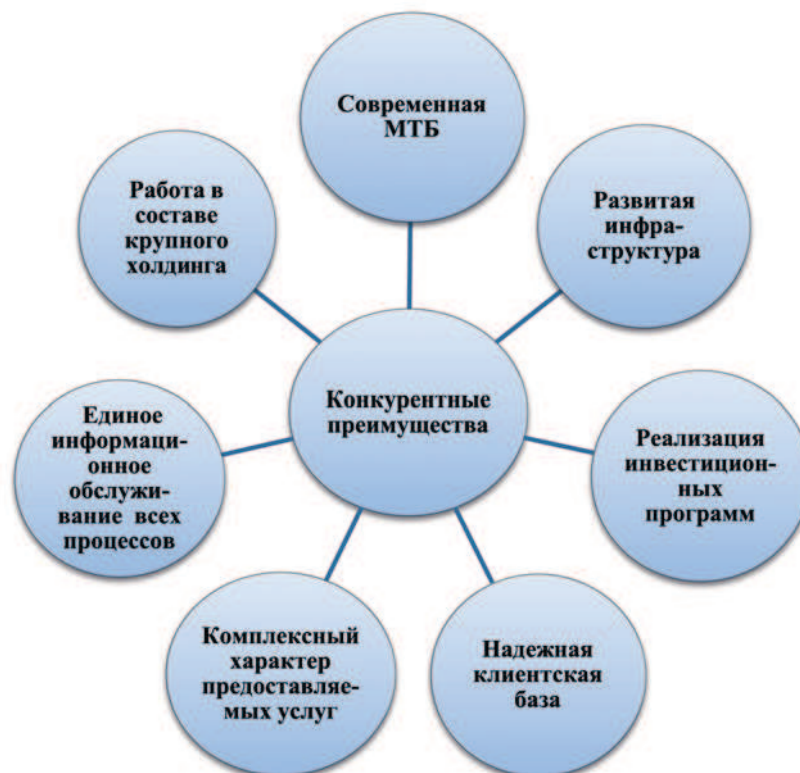 Современная
МТБ
Развитая
инфра-
структура
Реализация
инвестицион-
ных
программ
Надежная
клиентская
база
Комплексный
характер
предоставляе-
мых услуг
Единое
информаци-
онное
обслужи-
вание всех
процессов
Работа в
составе
крупного
холдинга
Конкурентные
преимущества